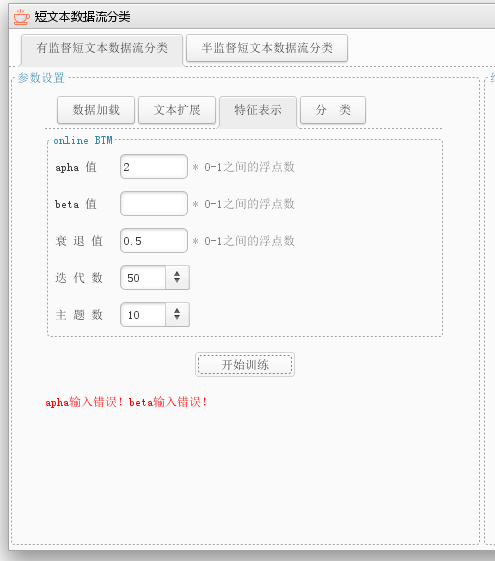 短文本数据流分类
有监督短文本数据流分类 半监督短文本数据流分类
参数设置
数据加载 文本扩展 特征表示 分 类
online BTM
apha 值 2 * 0-1之间的浮点数
beta 值 * 0-1之间的浮点数
衰 退 值 0.5 * 0-1之间的浮点数
迭 代 数 50
主 题 数 10
开始训练
apha输入错误！beta输入错误！